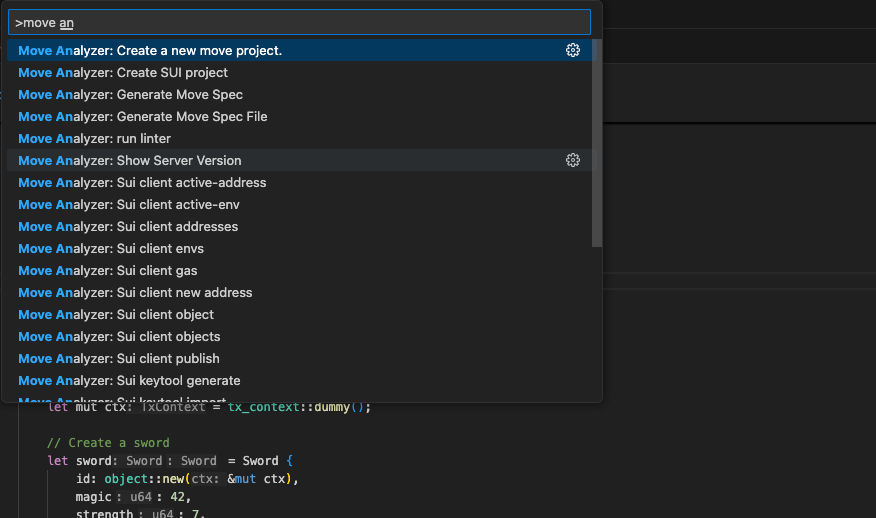 >move an
Move Analyzer: Create a new move project.
Move Analyzer: Create SUI project
Move Analyzer: Generate Move Spec
Move Analyzer: Generate Move Spec File
Move Analyzer: run linter
Move Analyzer: Show Server Version
Move Analyzer: Sui client active-address
Move Analyzer: Sui client active-env
Move Analyzer: Sui client addresses
Move Analyzer: Sui client envs
Move Analyzer: Sui client gas
Move Analyzer: Sui client new address
Move Analyzer: Sui client object
Move Analyzer: Sui client objects
Move Analyzer: Sui client publish
Move Analyzer: Sui keytool generate
Move Analyzer: Sui keytool import
let mut ctx: TxContext = tx_context::dummy();
// Create a sword
let sword: Sword: Sword = Sword {
id: object::new(ctx: &mut ctx),
magic: u64: 42,
strength: u64: 7,